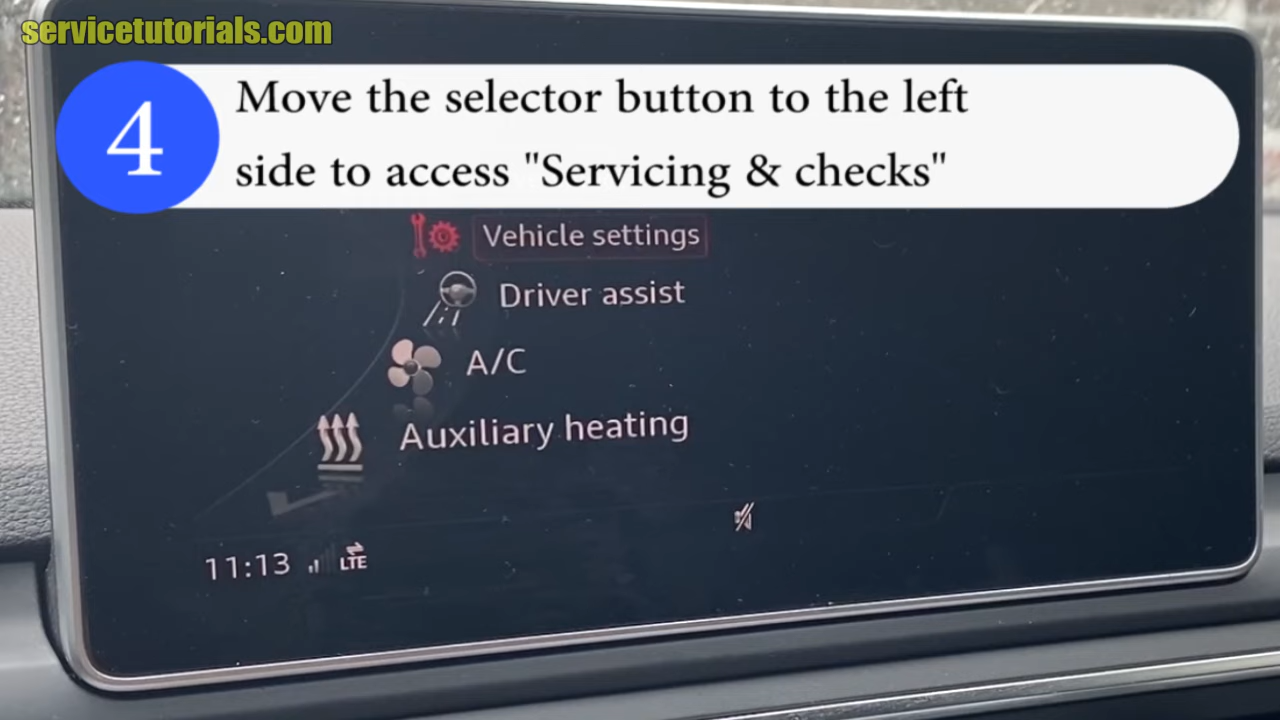 servicetutorials.com
4
Move the selector button to the left
side to access "Servicing & checks"
Vehicle settings
Driver assist
A/C
Auxiliary heating
11:13 LTE